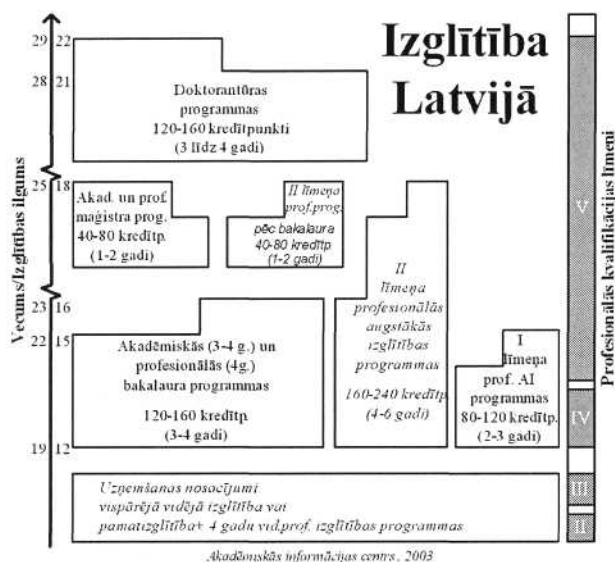 Izglītība
Latvijā
Vecums/Izglītības ilgums
Profesionālās kvalifikācijas līmeņi
29 22
28 21
Doktorantūras
programmas
120-160 kredītpunkti
(3 līdz 4 gadi)
25 18
Akad. un prof.
maģistra prog.
40-80 kredītp.
(1-2 gadi)
II līmeņa
prof.prog.
pēc bakalaura
40-80 kredītp.
(1-2 gadi)
II
līmeņa
profesionālās
augstākās
izglītības
programmas
160-240 kredītp.
(4-6 gadi)
23 16
22 15
Akadēmiskās (3-4 g.) un
profesionālās (4g.)
bakalaura programmas
120-160 kredītp.
(3-4 gadi)
I
līmeņa
prof. AI
programmas
80-120 kredītp.
(2-3 gadi)
19 12
Uzņemšanas nosacījumi
vispārējā vidējā izglītība vai
pamatizglītība+ 4 gadu vid.prof. izglītības programmas
V
IV
III
II
Akadēmiskās informācijas centrs, 2003